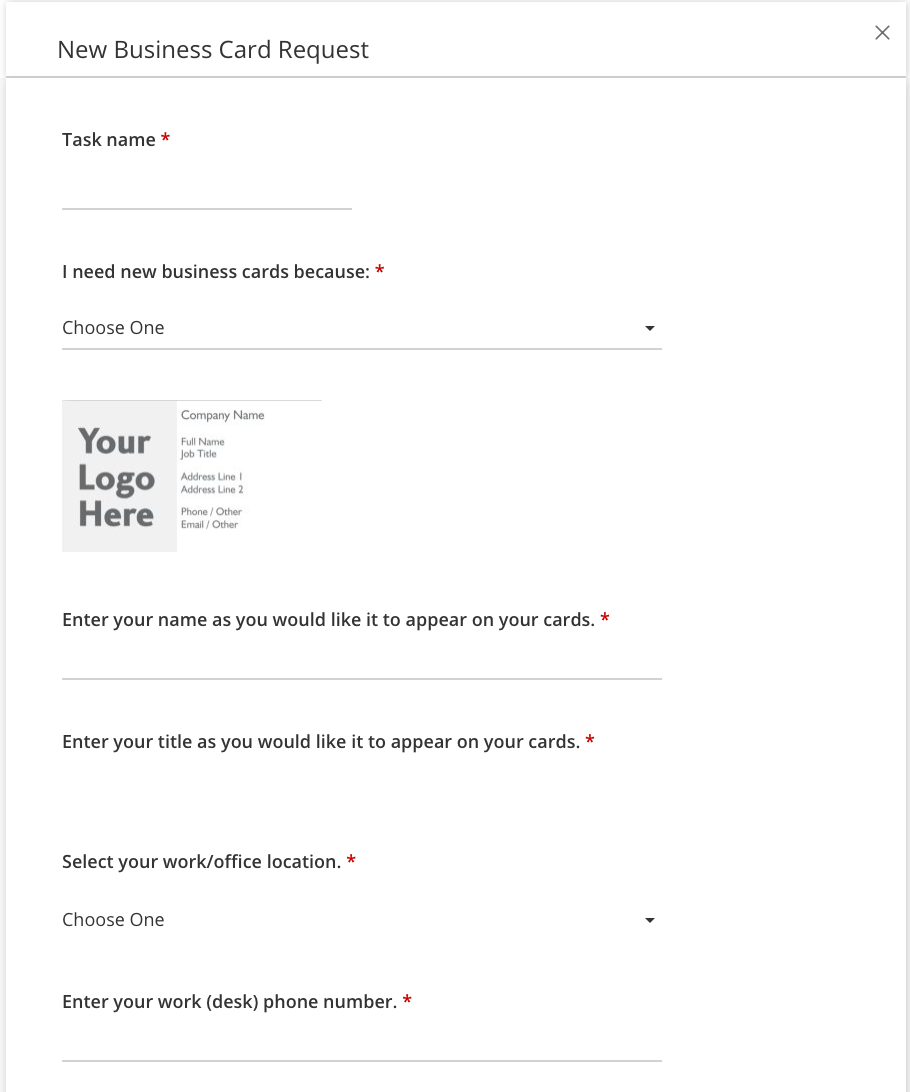 New Business Card Request
Task name *
I need new business cards because: *
Choose One
Your
Logo
Here
Company Name
Full Name
Job Title
Address Line 1
Address Line 2
Phone / Other
Email / Other
Enter your name as you would like it to appear on your cards. *
Enter your title as you would like it to appear on your cards. *
Select your work/office location. *
Choose One
Enter your work (desk) phone number. *